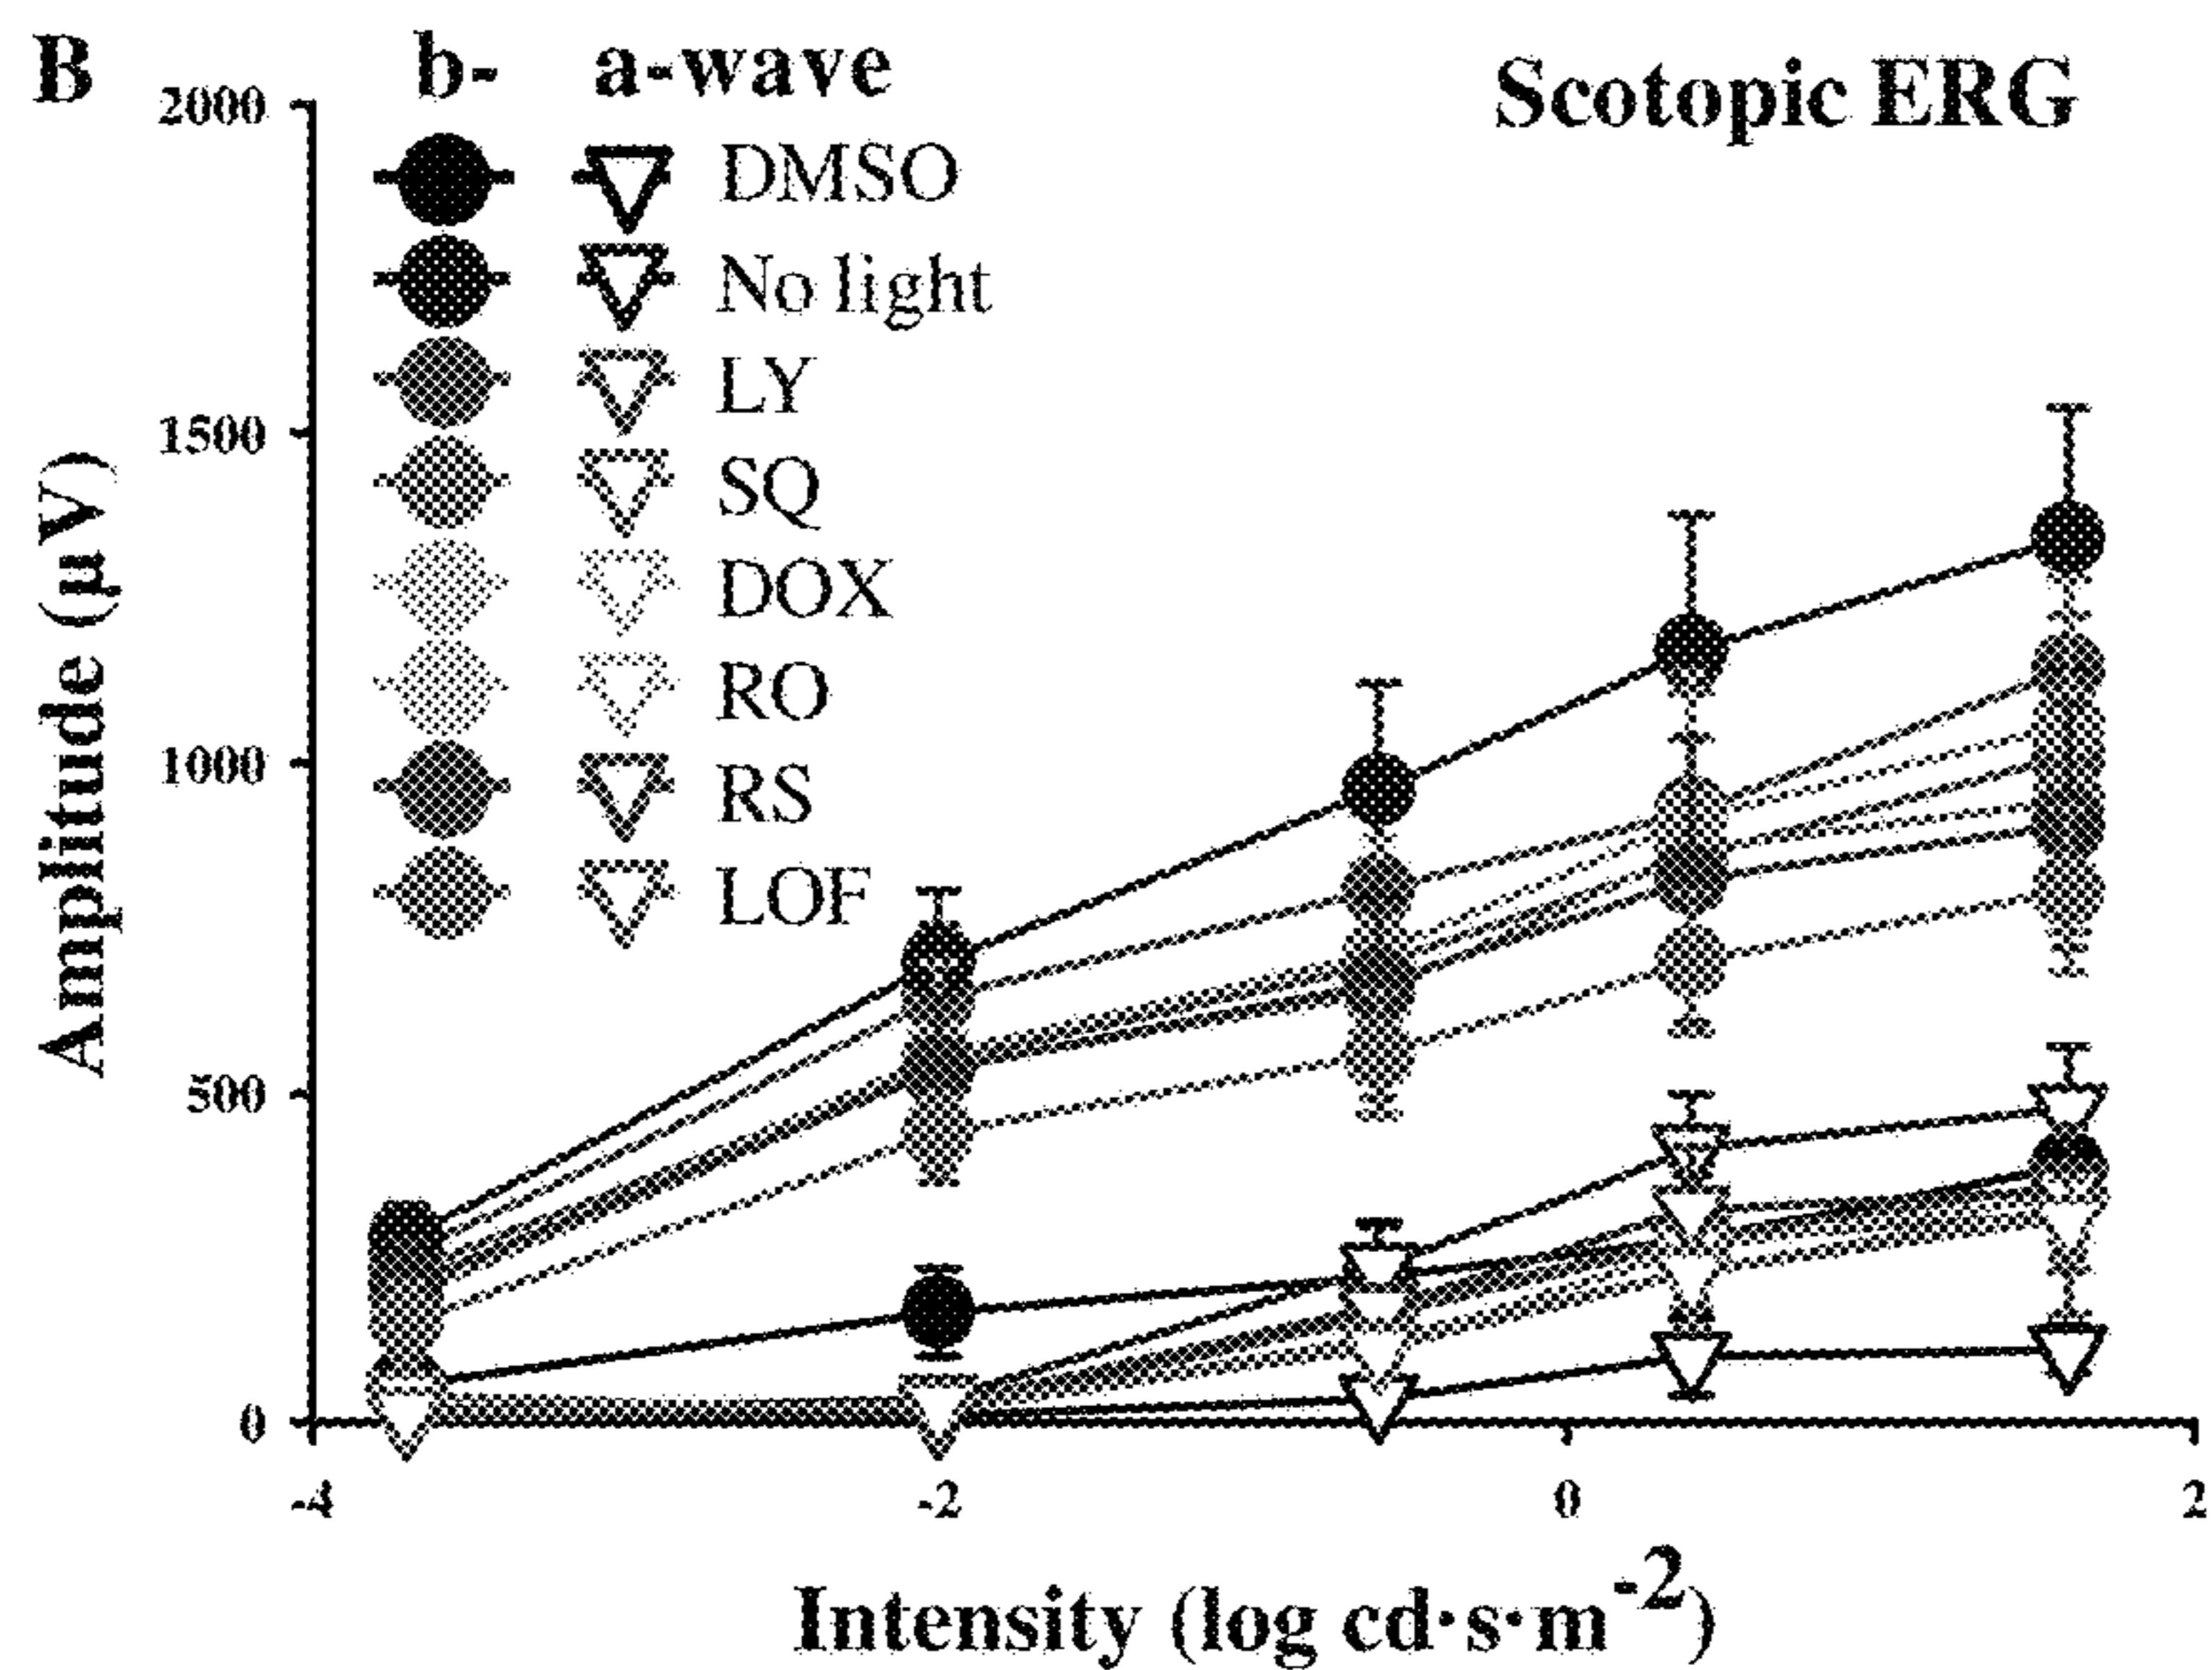 B
b- a-wave
Scotopic ERG
DMSO
No light
LY
SQ
DOX
RO
RS
LOF
Amplitude (µV)
2000
1500
1000
500
0
-4 -2 0 2
Intensity (log cd·s·m-2)